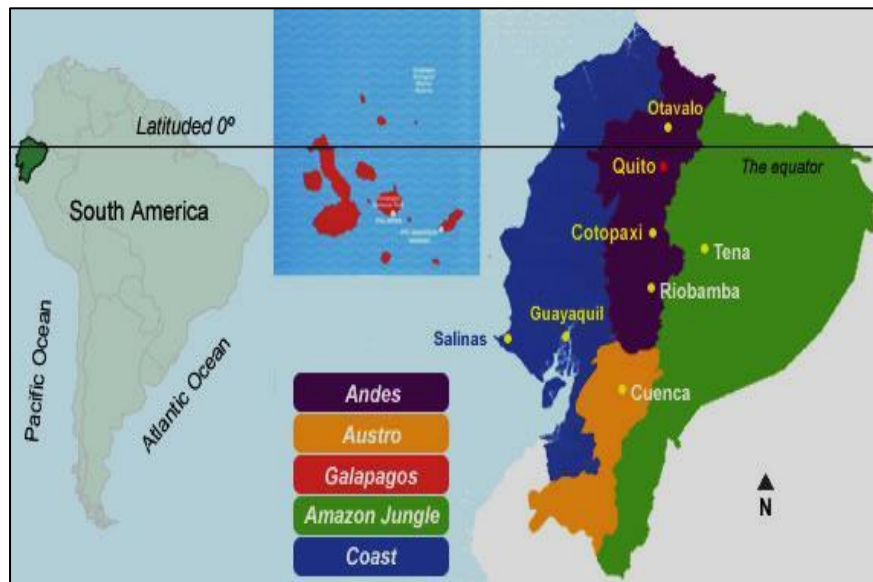 Latituded 0º
South America
Pacific Ocean
Atlantic Ocean
Otavalo
Quito
The equator
Cotopaxi
Tena
Riobamba
Guayaquil
Salinas
Cuenca
Andes
Austro
Galapagos
Amazon Jungle
Coast
N